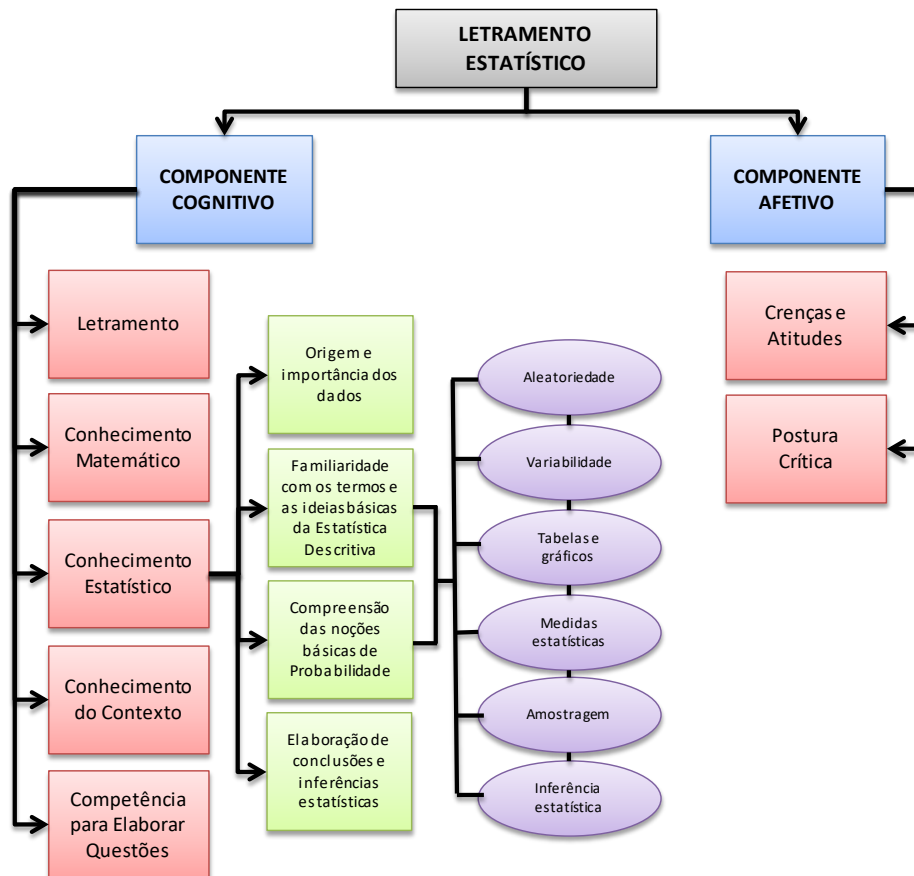 LETRAMENTO
ESTATÍSTICO
COMPONENTE
COGNITIVO
COMPONENTE
AFETIVO
Letramento
Conhecimento
Matemático
Conhecimento
Estatístico
Conhecimento
do Contexto
Competência
para Elaborar
Questões
Origem e
importância dos
dados
Familiaridade
com os termos e
as ideias básicas
da Estatística
Descritiva
Compreensão
das noções
básicas de
Probabilidade
Elaboração de
conclusões e
inferências
estatísticas
Aleatoriedade
Variabilidade
Tabelas e
gráficos
Medidas
estatísticas
Amostragem
Inferência
estatística
Crenças e
Atitudes
Postura
Crítica